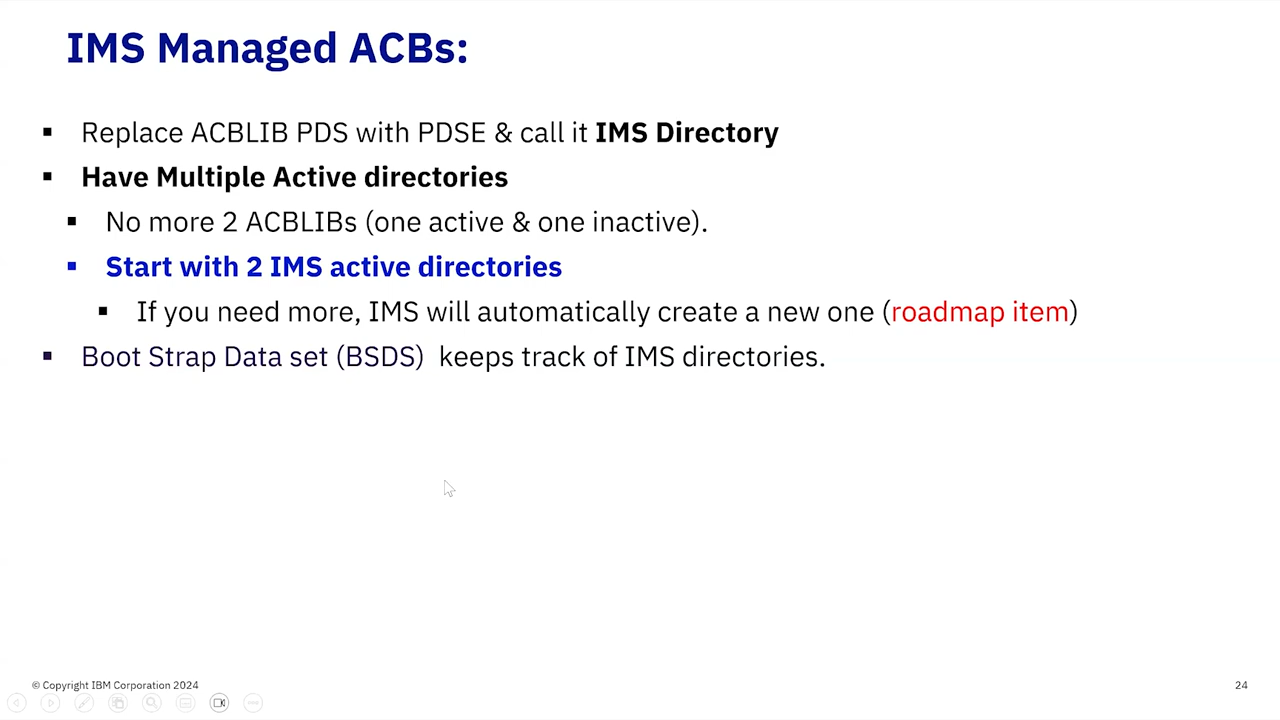 IMS Managed ACBs:
▪ Replace ACBLIB PDS with PDSE & call it IMS Directory
▪ Have Multiple Active directories
▪ No more 2 ACBLIBs (one active & one inactive).
▪ Start with 2 IMS active directories
▪ If you need more, IMS will automatically create a new one (roadmap item)
▪ Boot Strap Data set (BSDS) keeps track of IMS directories.
© Copyright IBM Corporation 2024
24